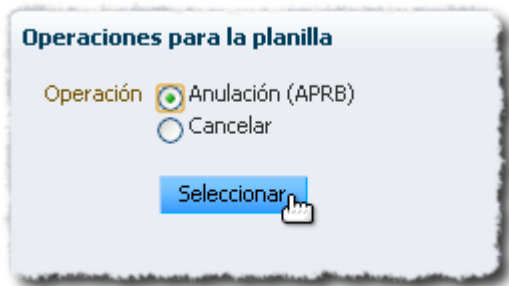 Operaciones para la planilla
Operación Anulación (APRB)
Cancelar
Seleccionar